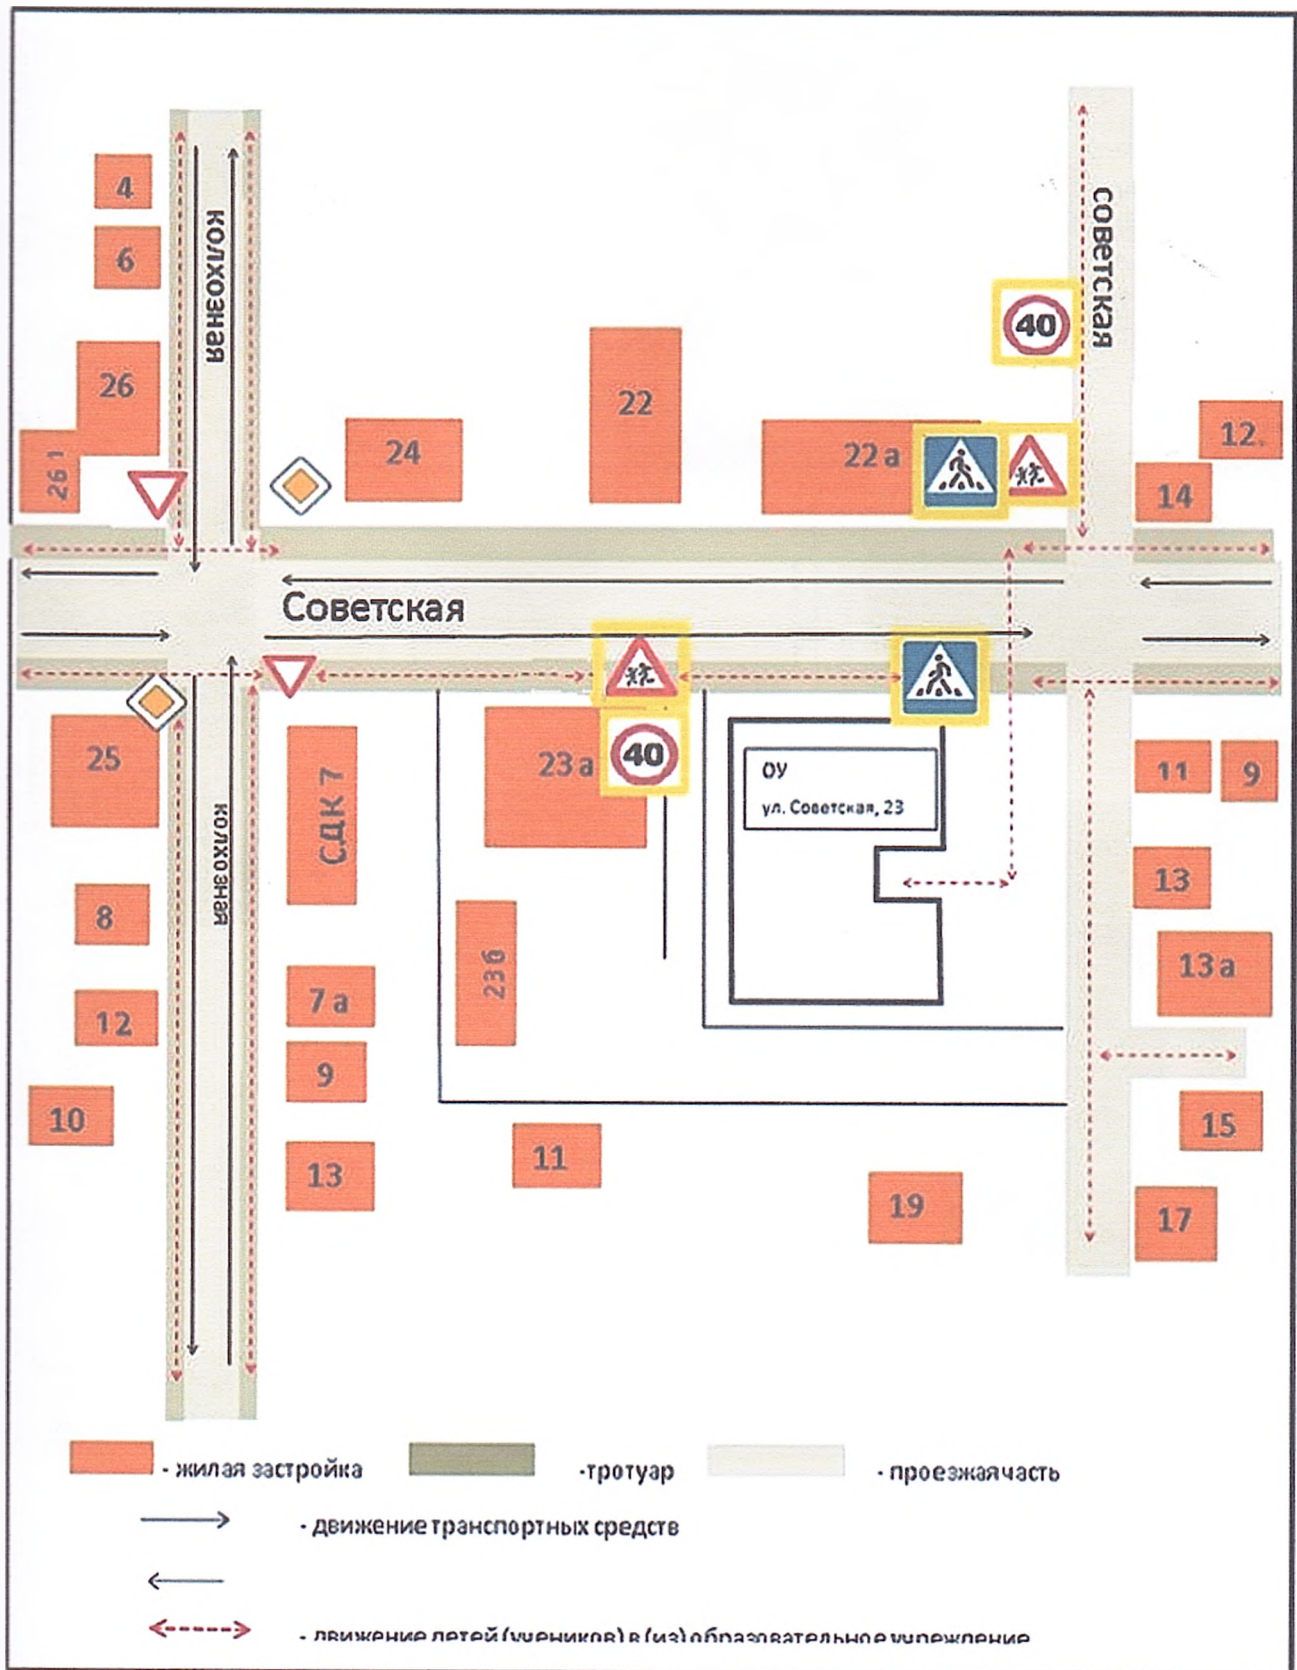 4
6
колхозная
26
26 1
24
22
22 а
советская
40
12.
14
Советская
25
СДК 7
23 а
40
ОУ
ул. Советская, 23
11
9
13
13 а
колхозная
8
12
10
7 а
9
13
23 б
11
19
15
17
- жилая застройка
-тротуар
- проезжая часть
- движение транспортных средств
- движение детей (учеников) в (из) образовательное учреждение